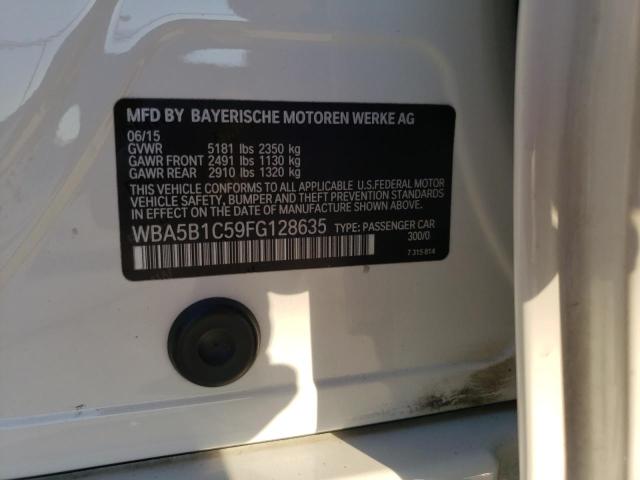 MFD BY BAYERISCHE MOTOREN WERKE AG
06/15
GVWR 5181 lbs 2350 kg
GAWR FRONT 2491 lbs 1130 kg
GAWR REAR 2910 lbs 1320 kg
THIS VEHICLE CONFORMS TO ALL APPLICABLE U.S.FEDERAL MOTOR
VEHICLE SAFETY, BUMPER AND THEFT PREVENTION STANDARDS
IN EFFECT ON THE DATE OF MANUFACTURE SHOWN ABOVE.
WBA5B1C59FG128635 TYPE: PASSENGER CAR
300/0
7 315 814